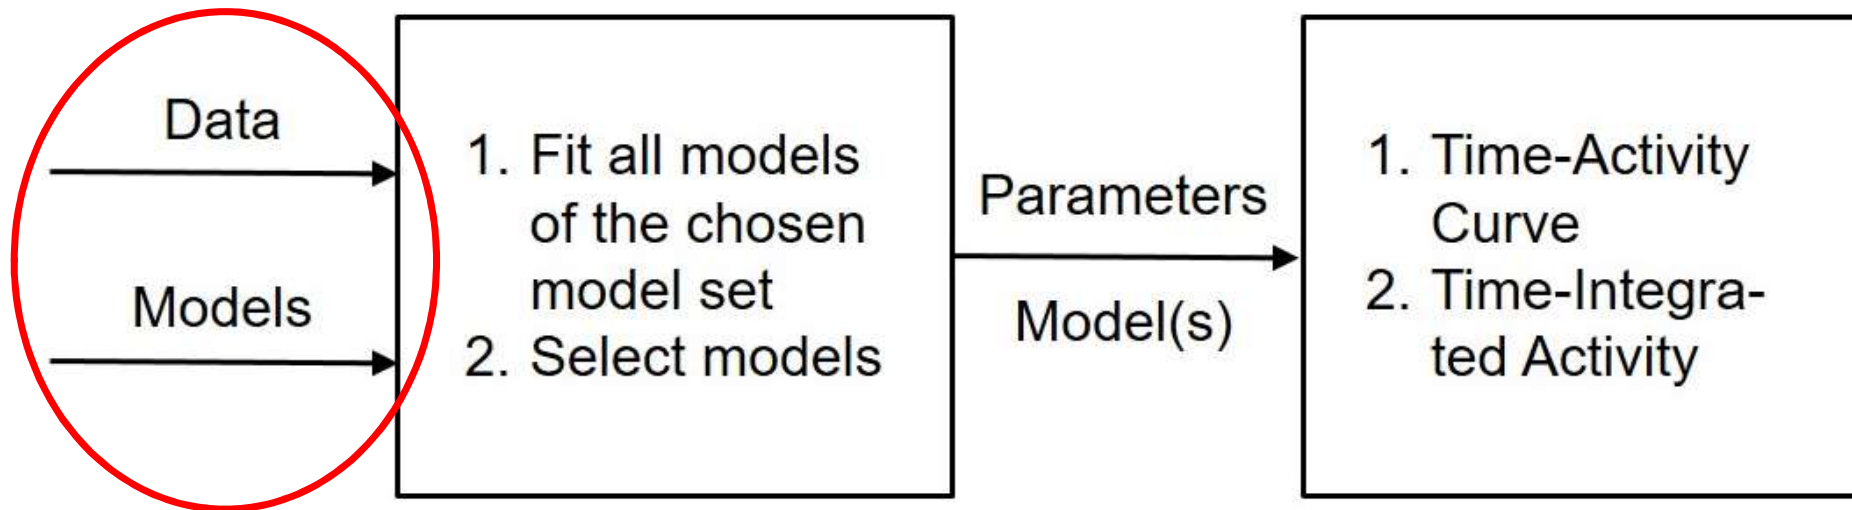 Data
Models
1. Fit all models
of the chosen
model set
2. Select models
Parameters
Model(s)
1. Time-Activity
Curve
2. Time-Integra-
ted Activity